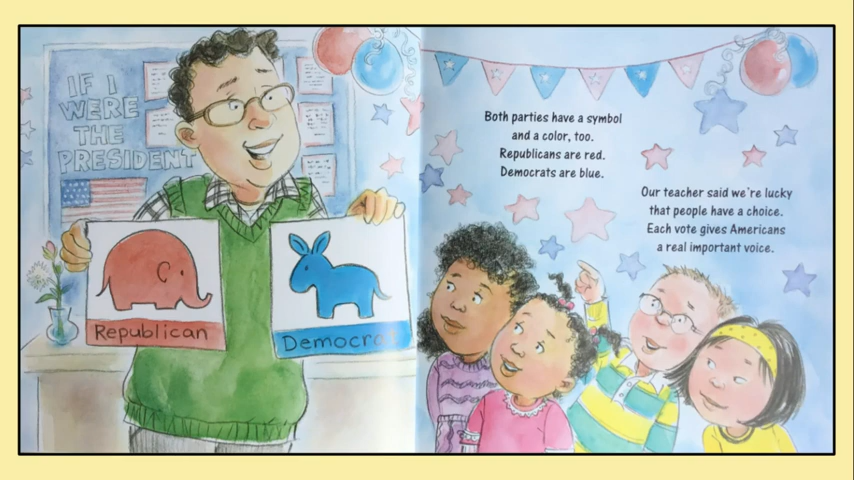 IF I
WERE
THE
PRESIDENT
Republican
Democrat
Both parties have a symbol
and a color, too.
Republicans are red.
Democrats are blue.
Our teacher said we're lucky
that people have a choice.
Each vote gives Americans
a real important voice.